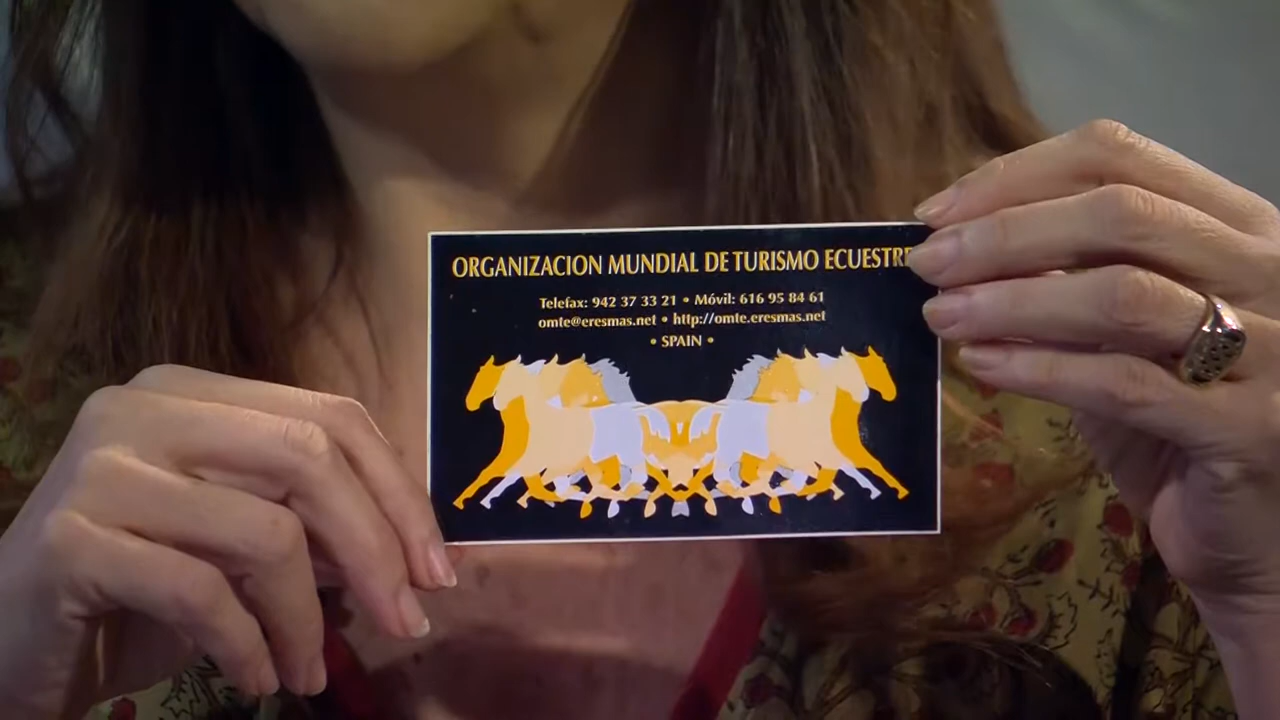 ORGANIZACION MUNDIAL DE TURISMO ECUESTRE
Telefax: 942 37 33 21 • Móvil: 616 95 84 61
omte@eresmas.net • http://omte.eresmas.net
• SPAIN •